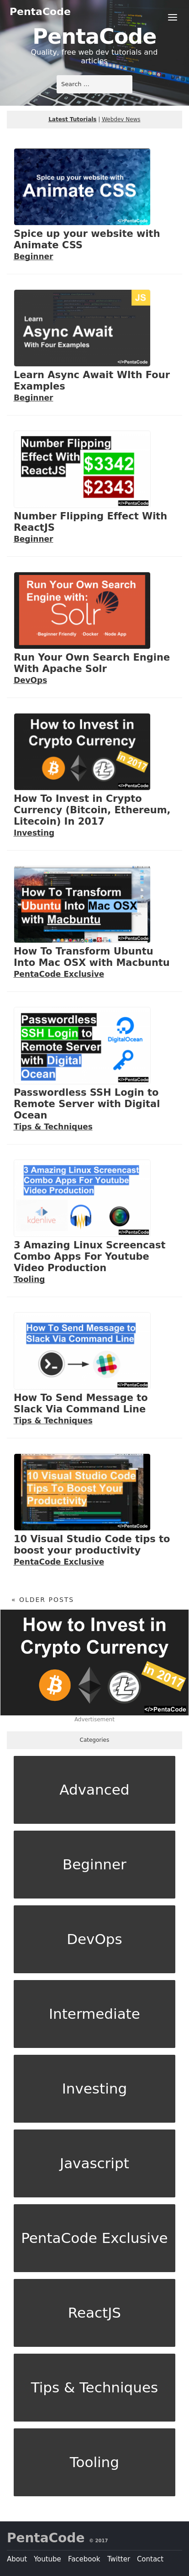 PentaCode
PentaCode
Quality, free web dev tutorials and
articles
Search ...
Latest Tutorials | Webdev News
Spice up your website with
Animate CSS
</>PentaCode
Spice up your website with
Animate CSS
Beginner
JS
Learn
Async Await
With Four Examples
</>PentaCode
Learn Async Await WIth Four
Examples
Beginner
Number Flipping
Effect With
ReactJS
$3342
$2343
</>PentaCode
Number Flipping Effect With
ReactJS
Beginner
Run Your Own Search
Engine with:
Solr
Beginner Friendly · Docker · Node App
Run Your Own Search Engine
With Apache Solr
DevOps
How to Invest in
Crypto Currency
in 2017
</>PentaCode
How To Invest in Crypto
Currency (Bitcoin, Ethereum,
Litecoin) In 2017
Investing
How To Transform
Ubuntu Into Mac OSX
with Macbuntu
</>PentaCode
How To Transform Ubuntu
Into Mac OSX with Macbuntu
PentaCode Exclusive
Passwordless
SSH Login to
Remote Server
with Digital
Ocean
DigitalOcean
</>PentaCode
Passwordless SSH Login to
Remote Server with Digital
Ocean
Tips & Techniques
3 Amazing Linux Screencast
Combo Apps For Youtube
Video Production
kdenlive
</>PentaCode
3 Amazing Linux Screencast
Combo Apps For Youtube
Video Production
Tooling
How To Send Message to
Slack Via Command Line
</>PentaCode
How To Send Message to
Slack Via Command Line
Tips & Techniques
10 Visual Studio Code
Tips To Boost Your
Productivity
</>PentaCode
10 Visual Studio Code tips to
boost your productivity
PentaCode Exclusive
« OLDER POSTS
How to Invest in
Crypto Currency
in 2017
</>PentaCode
Advertisement
Categories
Advanced
Beginner
DevOps
Intermediate
Investing
Javascript
PentaCode Exclusive
ReactJS
Tips & Techniques
Tooling
PentaCode © 2017
About Youtube Facebook Twitter Contact